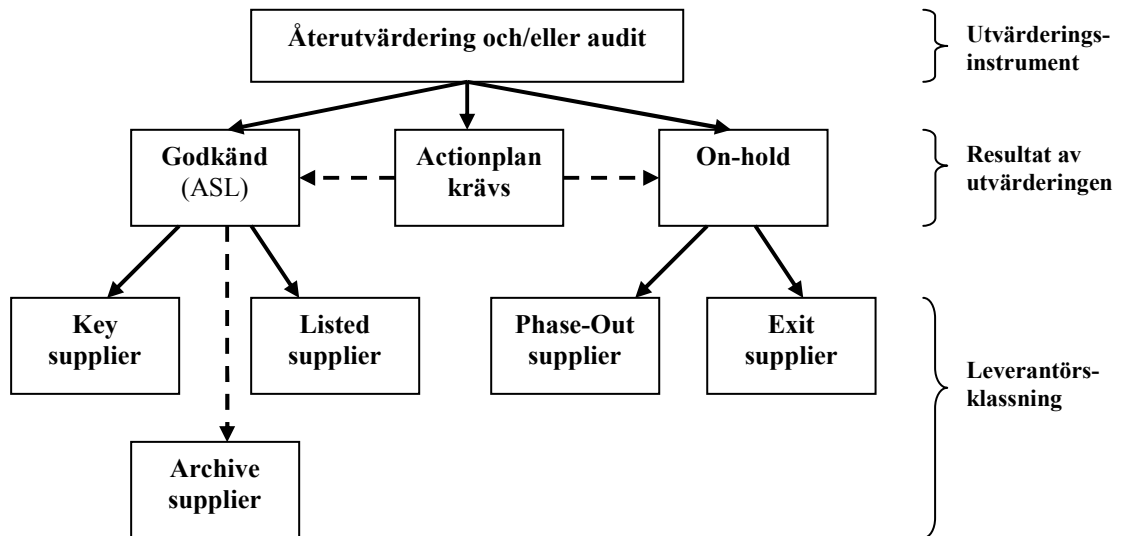 Återutvärdering och/eller audit
Utvärderings-
instrument
Godkänd
(ASL)
Actionplan
krävs
On-hold
Resultat av
utvärderingen
Key
supplier
Listed
supplier
Phase-Out
supplier
Exit
supplier
Leverantörs-
klassning
Archive
supplier